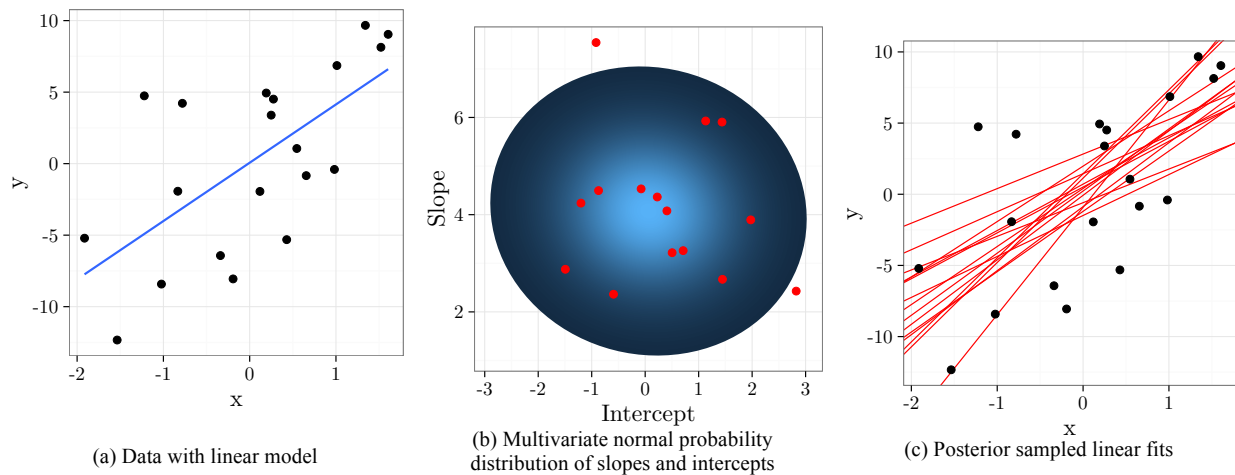 10
5
0
-5
-10
y
-2
-1
0
1
x
(a) Data with linear model
6
4
2
Slope
-3
-2
-1
0
1
2
3
Intercept
(b) Multivariate normal probability
distribution of slopes and intercepts
10
5
0
-5
-10
y
-2
-1
0
1
x
(c) Posterior sampled linear fits